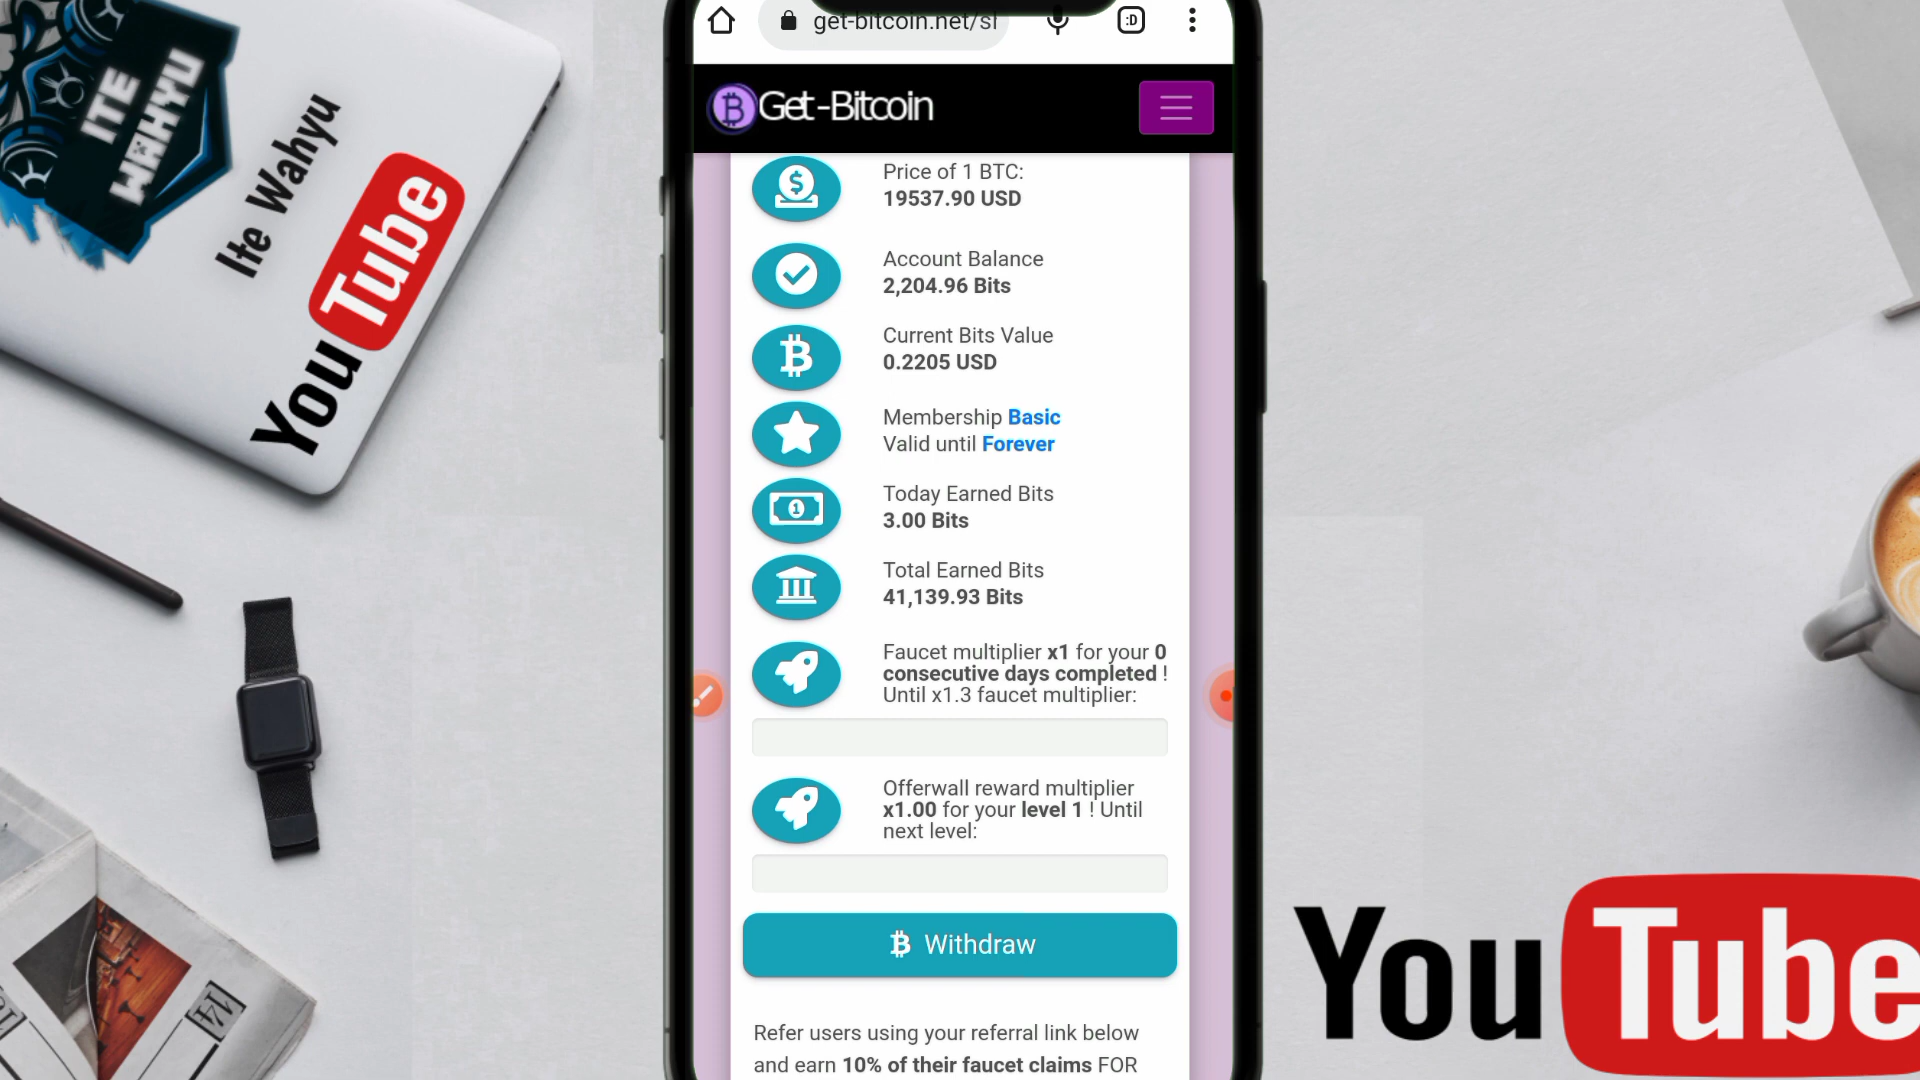 ITE
WAHYU
Ite Wahyu
YouTube
get-bitcoin.net/sl
:D
Get-Bitcoin
Price of 1 BTC:
19537.90 USD
Account Balance
2,204.96 Bits
Current Bits Value
0.2205 USD
Membership Basic
Valid until Forever
Today Earned Bits
3.00 Bits
Total Earned Bits
41,139.93 Bits
Faucet multiplier x1 for your 0
consecutive days completed !
Until x1.3 faucet multiplier:
Offerwall reward multiplier
x1.00 for your level 1 ! Until
next level:
Withdraw
Refer users using your referral link below
and earn 10% of their faucet claims FOR
YouTube